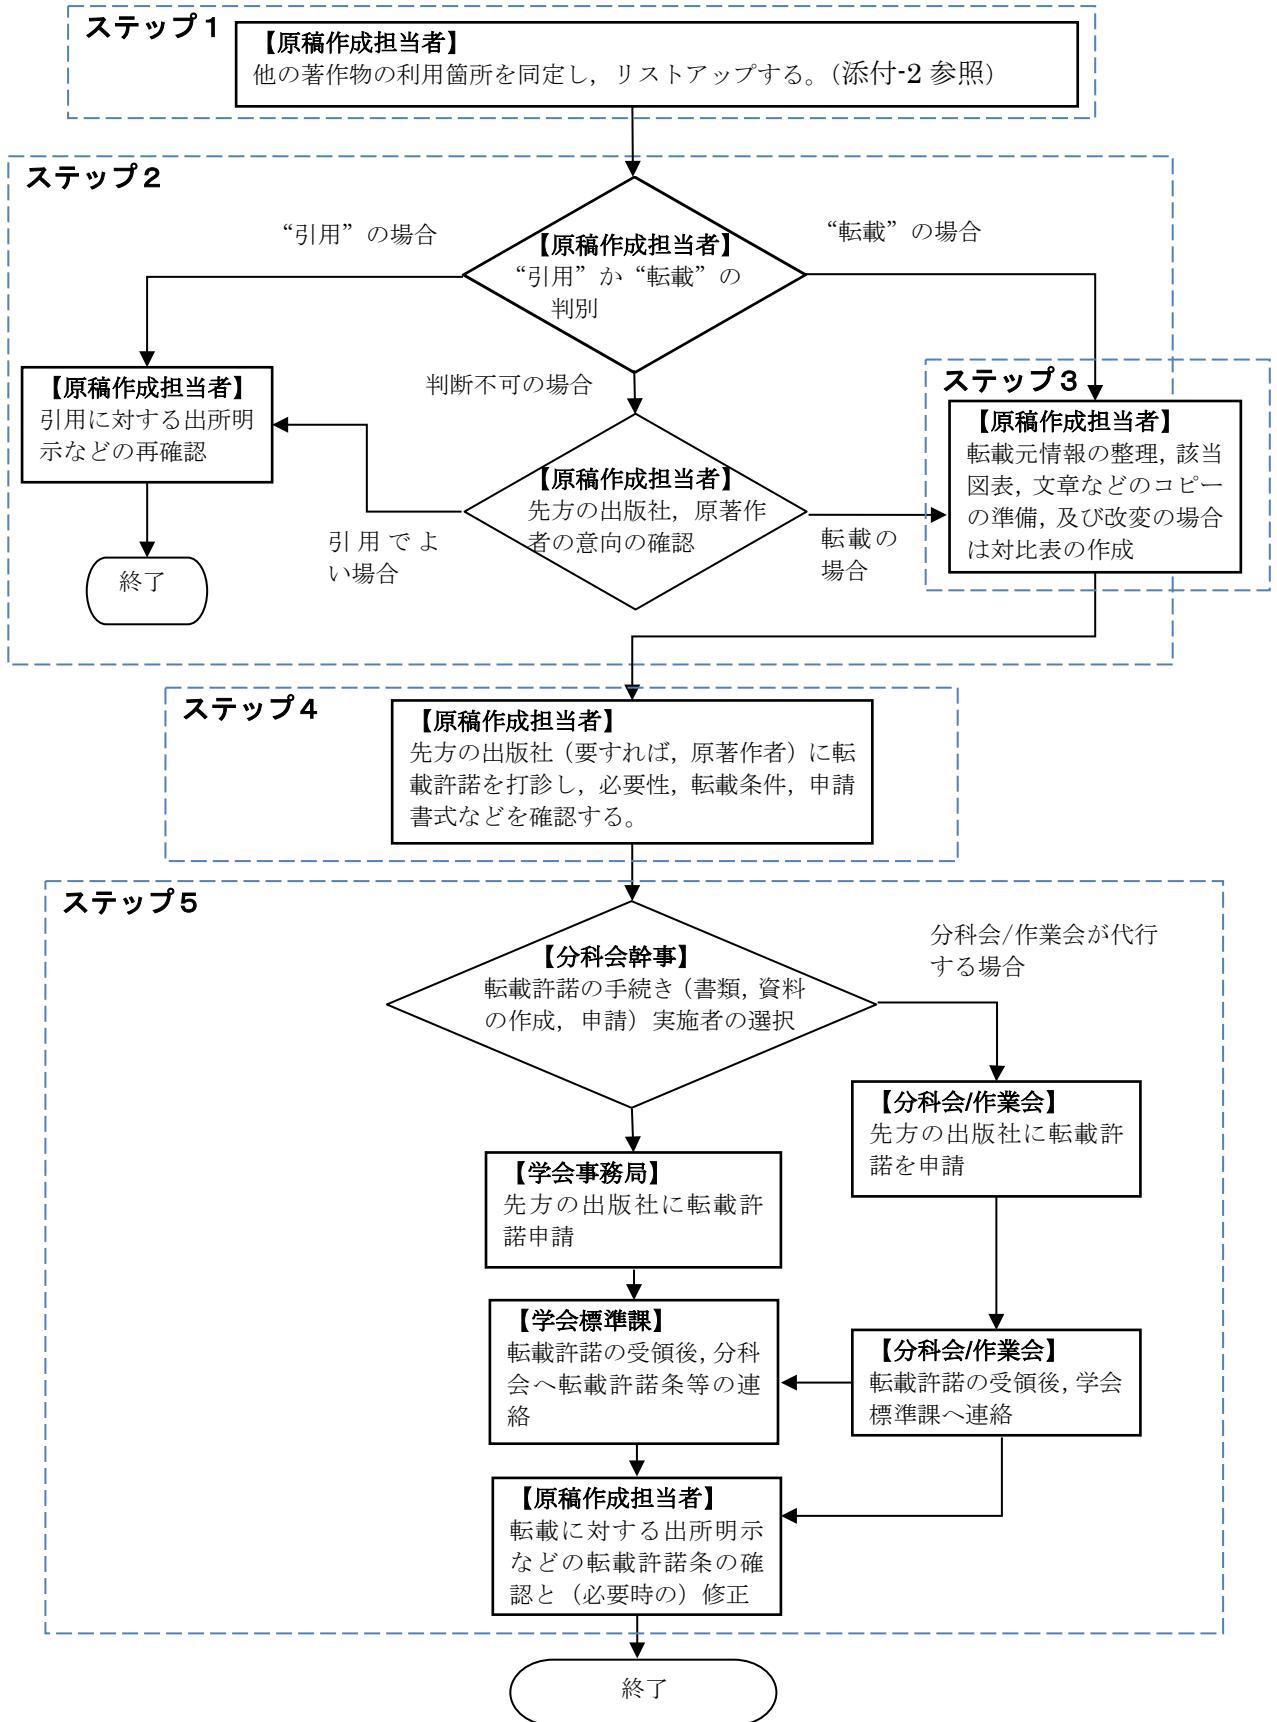 ステップ１
【原稿作成担当者】
他の著作物の利用箇所を同定し，リストアップする。（添付-2 参照）
ステップ２
“引用”の場合
“転載”の場合
【原稿作成担当者】
“引用”か“転載”の
判別
判断不可の場合
【原稿作成担当者】
引用に対する出所明
示などの再確認
終了
【原稿作成担当者】
先方の出版社，原著作
者の意向の確認
引用でよ
い場合
転載の
場合
ステップ３
【原稿作成担当者】
転載元情報の整理，該当
図表，文章などのコピー
の準備，及び改変の場合
は対比表の作成
ステップ４
【原稿作成担当者】
先方の出版社（要すれば，原著作者）に転
載許諾を打診し，必要性，転載条件，申請
書式などを確認する。
ステップ５
【分科会幹事】
転載許諾の手続き（書類，資料
の作成，申請）実施者の選択
分科会/作業会が代行
する場合
【分科会/作業会】
先方の出版社に転載許
諾を申請
【学会事務局】
先方の出版社に転載許
諾申請
【学会標準課】
転載許諾の受領後，分科
会へ転載許諾条等の連
絡
【分科会/作業会】
転載許諾の受領後，学会
標準課へ連絡
【原稿作成担当者】
転載に対する出所明示
などの転載許諾条の確
認と（必要時の）修正
終了